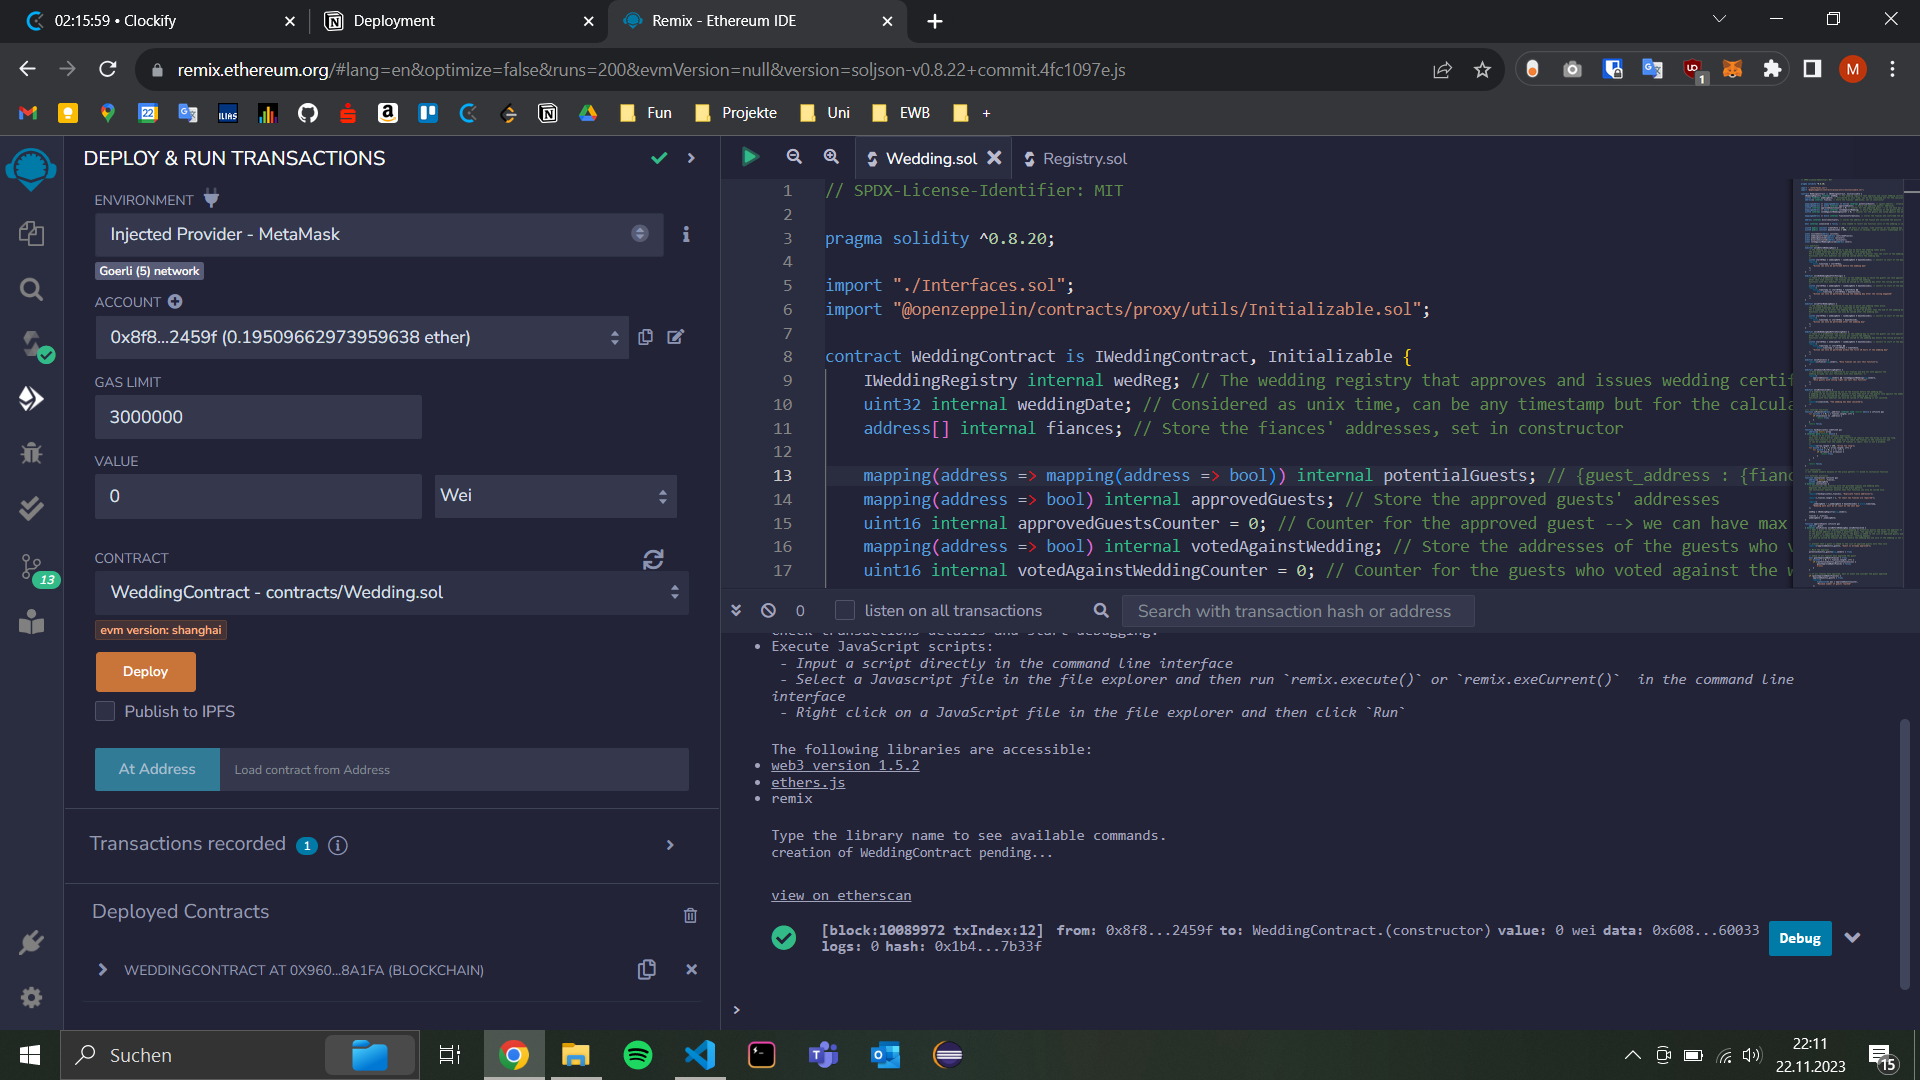 02:15:59 • Clockify
Deployment
Remix - Ethereum IDE
remix.ethereum.org/#lang=en&optimize=false&runs=200&evmVersion=null&version=soljson-v0.8.22+commit.4fc1097e.js
1
M
22
ILIAS
Fun
Projekte
Uni
EWB
+
DEPLOY & RUN TRANSACTIONS
ENVIRONMENT
Injected Provider - MetaMask
Goerli (5) network
ACCOUNT
0x8f8...2459f (0.19509662973959638 ether)
GAS LIMIT
3000000
VALUE
0
Wei
CONTRACT
WeddingContract - contracts/Wedding.sol
evm version: shanghai
Deploy
Publish to IPFS
At Address
Load contract from Address
Transactions recorded 1
Deployed Contracts
WEDDINGCONTRACT AT 0X960...8A1FA (BLOCKCHAIN)
13
Wedding.sol
Registry.sol
1 // SPDX-License-Identifier: MIT
2
3 pragma solidity ^0.8.20;
4
5 import "./Interfaces.sol";
6 import "@openzeppelin/contracts/proxy/utils/Initializable.sol";
7
8 contract WeddingContract is IWeddingContract, Initializable {
9 IWeddingRegistry internal wedReg; // The wedding registry that approves and issues wedding certif
10 uint32 internal weddingDate; // Considered as unix time, can be any timestamp but for the calcula
11 address[] internal fiances; // Store the fiances' addresses, set in constructor
12
13 mapping(address => mapping(address => bool)) internal potentialGuests; // {guest_address : {fianc
14 mapping(address => bool) internal approvedGuests; // Store the approved guests' addresses
15 uint16 internal approvedGuestsCounter = 0; // Counter for the approved guest --> we can have max
16 mapping(address => bool) internal votedAgainstWedding; // Store the addresses of the guests who v
17 uint16 internal votedAgainstWeddingCounter = 0; // Counter for the guests who voted against the w
0
listen on all transactions
Search with transaction hash or address
check transactions details and start debugging.
• Execute JavaScript scripts:
- Input a script directly in the command line interface
- Select a Javascript file in the file explorer and then run `remix.execute()` or `remix.exeCurrent()` in the command line
interface
- Right click on a JavaScript file in the file explorer and then click `Run`
The following libraries are accessible:
• web3 version 1.5.2
• ethers.js
• remix
Type the library name to see available commands.
creation of WeddingContract pending...
view on etherscan
[block:10089972 txIndex:12] from: 0x8f8...2459f to: WeddingContract.(constructor) value: 0 wei data: 0x608...60033
logs: 0 hash: 0x1b4...7b33f
Debug
>
Suchen
22:11
22.11.2023
15